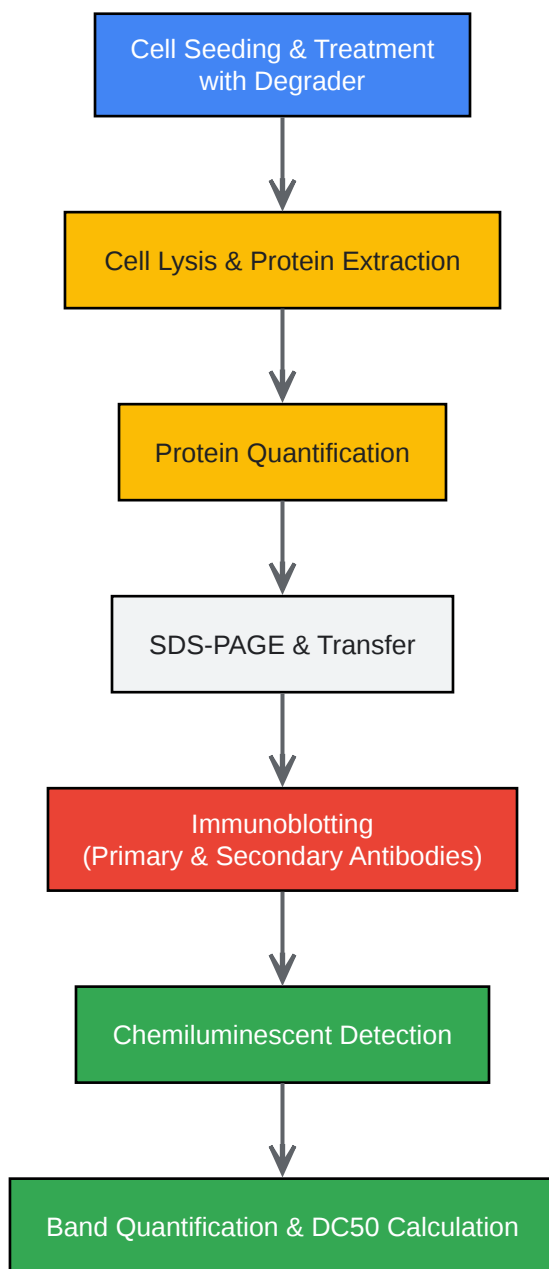 Cell Seeding & Treatment
with Degrader
Cell Lysis & Protein Extraction
Protein Quantification
SDS-PAGE & Transfer
Immunoblotting
(Primary & Secondary Antibodies)
Chemiluminescent Detection
Band Quantification & DC50 Calculation